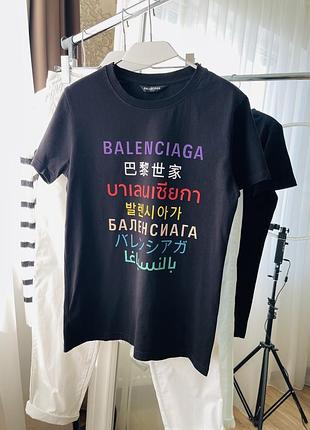 BALENCIAGA
巴黎世家
บาเลนเซียกา
발렌시아가
БАЛЕНСИАГА
バレンシアガ
بالنسياغا